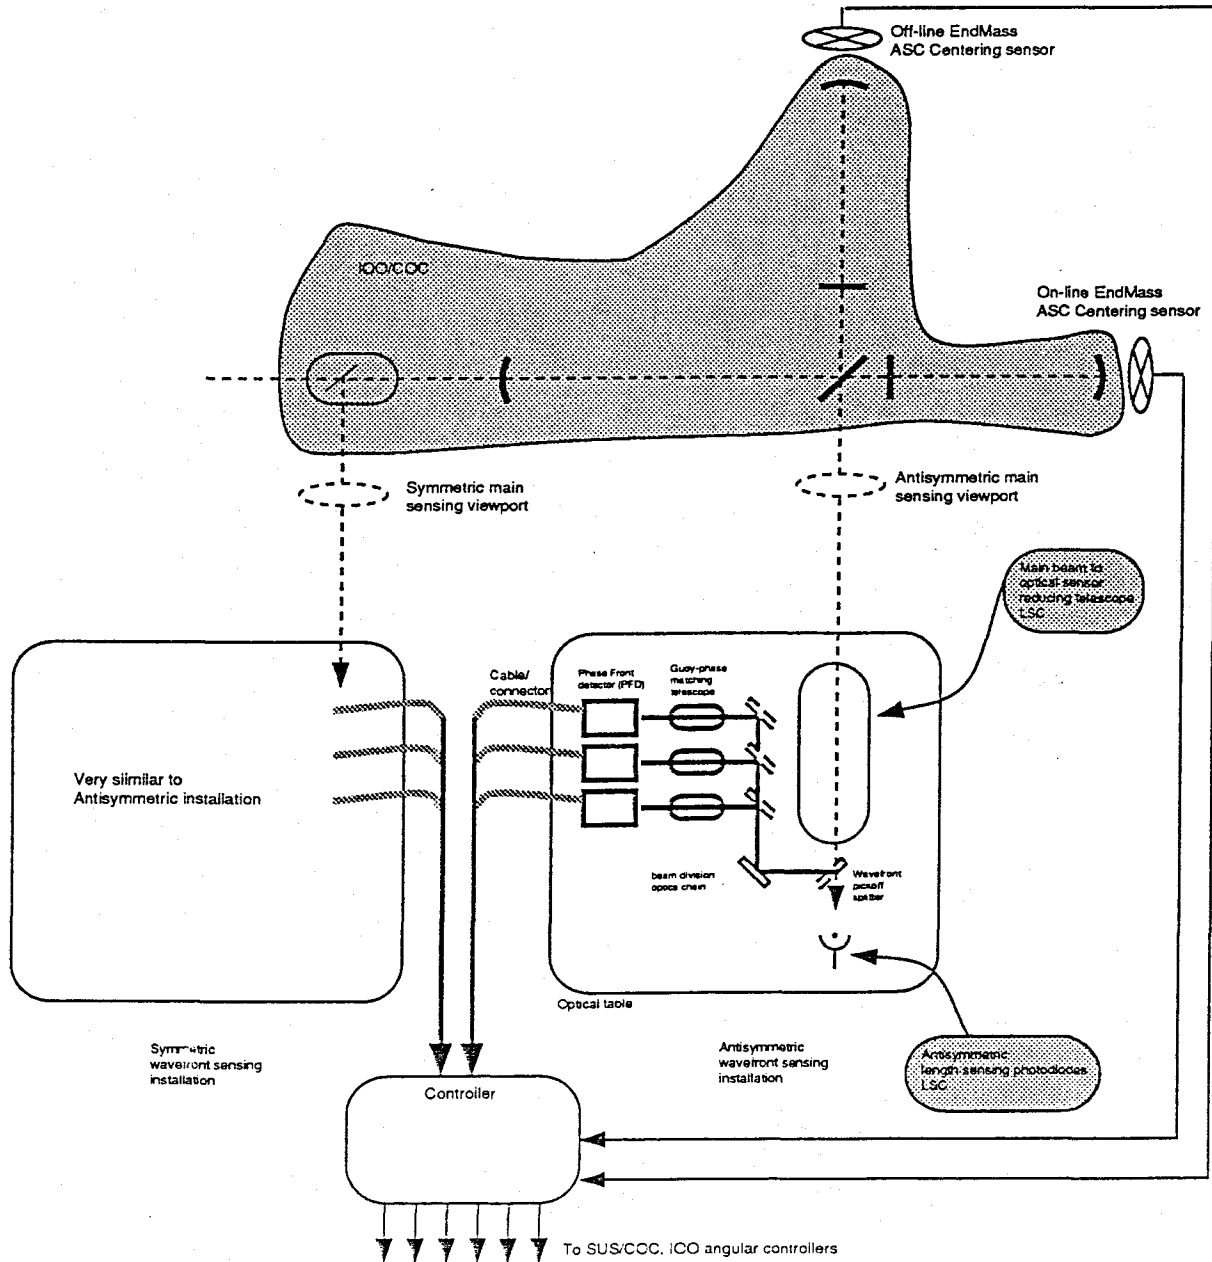 Off-line EndMass
ASC Centering sensor
IOO/COC
On-line EndMass
ASC Centering sensor
Symmetric main
sensing viewport
Antisymmetric main
sensing viewport
Main beam to
optical sensor
reducing telescope
LSC
Cable/
connector
Phase Front
detector (PFD)
Guoy-phase
matching
telescope
Very siimilar to
Antisymmetric installation
beam division
optics chain
Wavefront
pickoff
splitter
Optical table
Symmetric
wavefront sensing
installation
Antisymmetric
wavefront sensing
installation
Antisymmetric
length-sensing photodiodes
LSC
Controller
To SUS/COC, ICO angular controllers